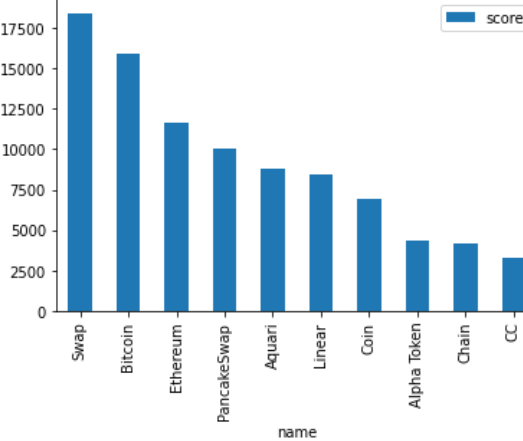 score
17500
15000
12500
10000
7500
5000
2500
0
Swap
Bitcoin
Ethereum
PancakeSwap
Aquari
Linear
Coin
Alpha Token
Chain
CC
name